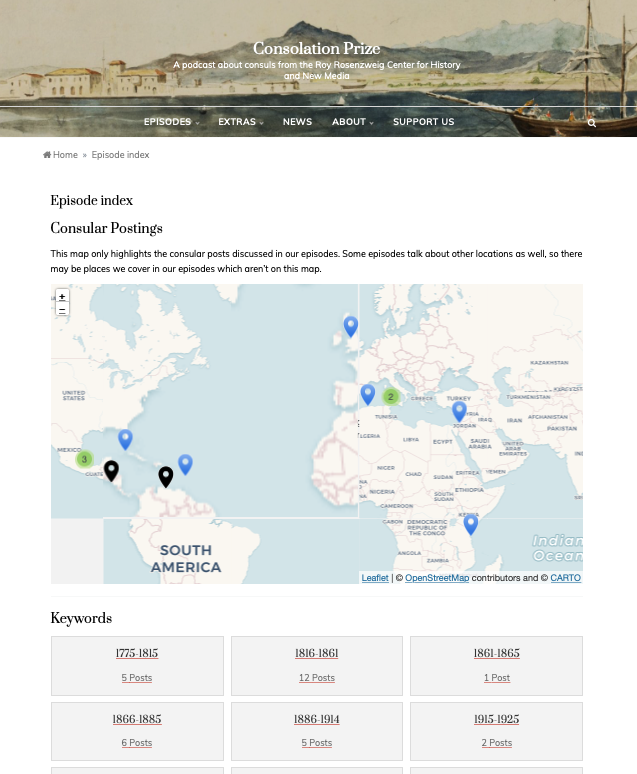 Consolation Prize
A podcast about consuls from the Roy Rosenzweig Center for History
and New Media
EPISODES EXTRAS NEWS ABOUT SUPPORT US
Home » Episode index
Episode index
Consular Postings
This map only highlights the consular posts discussed in our episodes. Some episodes talk about other locations as well, so there
may be places we cover in our episodes which aren't on this map.
+
−
KAZAKHSTAN
UNITED
STATES
2
GREECE
TURKEY
TURKMENISTAN
TUNISIA
IRAQ
IRAN
AFGHANISTAN
JORDAN
PAKISTAN
LIBYA
EGYPT
SAUDI
ARABIA
UNITED
ARAB
EMIRATES
MEXICO
3
NIGER
CHAD
SUDAN
ERITREA
YEMEN
NIGERIA
SOUTH
SUDAN
ETHIOPIA
CAMEROON
GABON
DEMOCRATIC
REPUBLIC OF
THE CONGO
KENYA
ANGOLA
ZAMBIA
SOUTH
AMERICA
Indian
Ocean
Leaflet | © OpenStreetMap contributors and © CARTO
Keywords
1775-1815 1816-1861 1861-1865
5 Posts 12 Posts 1 Post
1866-1885 1886-1914 1915-1925
6 Posts 5 Posts 2 Posts